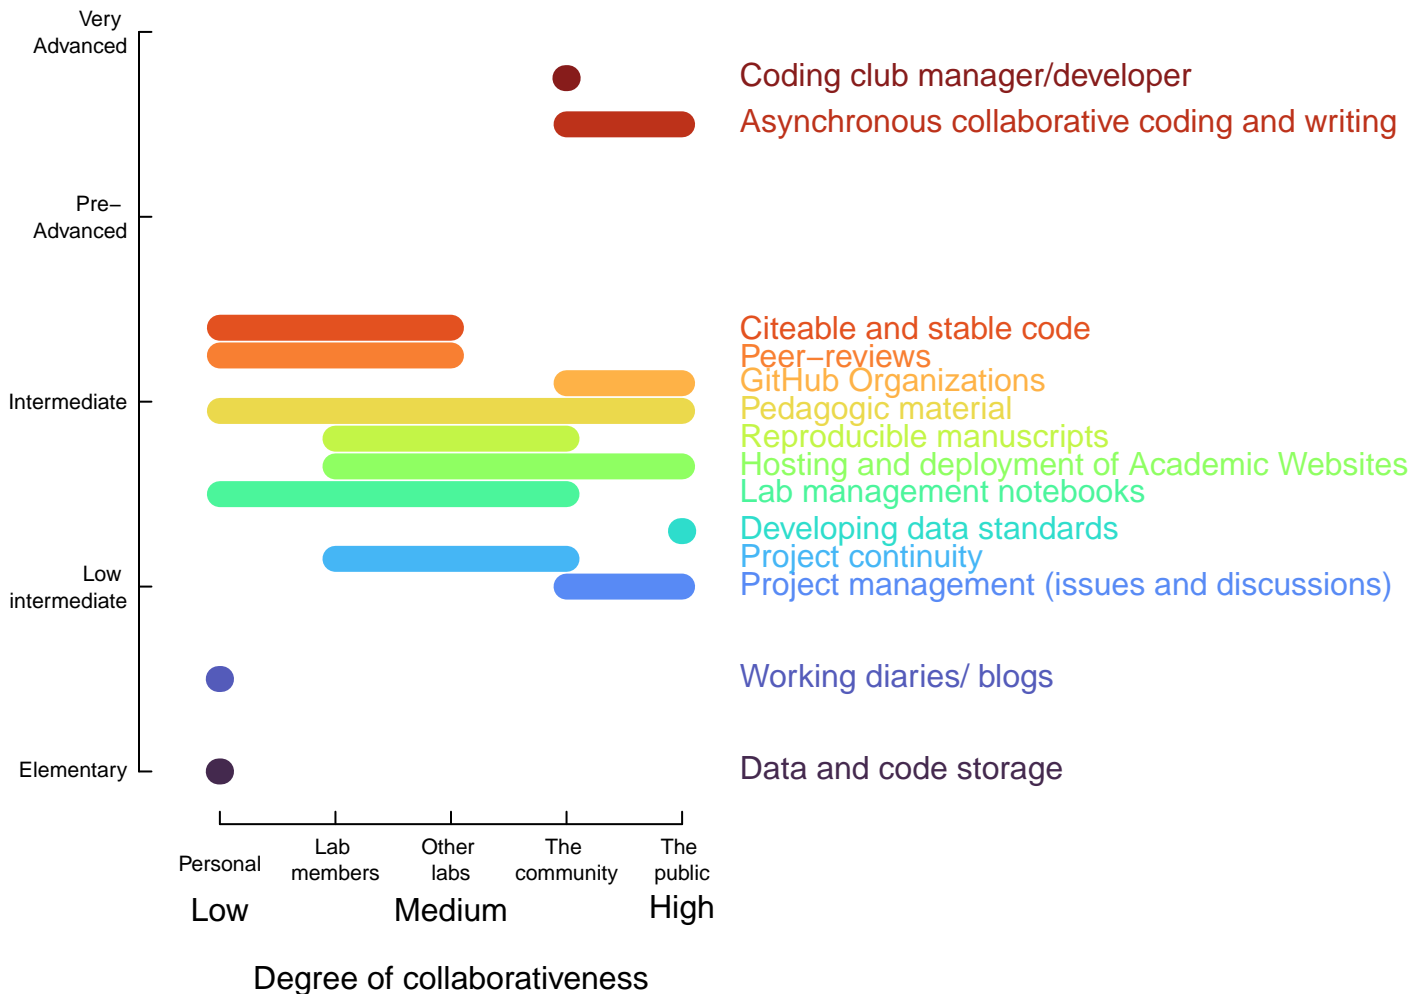 Very
Advanced
Coding club manager/developer
Asynchronous collaborative coding and writing
Pre−
Advanced
Citeable and stable code
Peer−reviews
GitHub Organizations
Intermediate
Pedagogic material
Reproducible manuscripts
Hosting and deployment of Academic Websites
Lab management notebooks
Developing data standards
Project continuity
Low
intermediate
Project management (issues and discussions)
Working diaries/ blogs
Elementary
Data and code storage
Personal
Lab
members
Other
labs
The
community
The
public
Low
Medium
High
Degree of collaborativeness